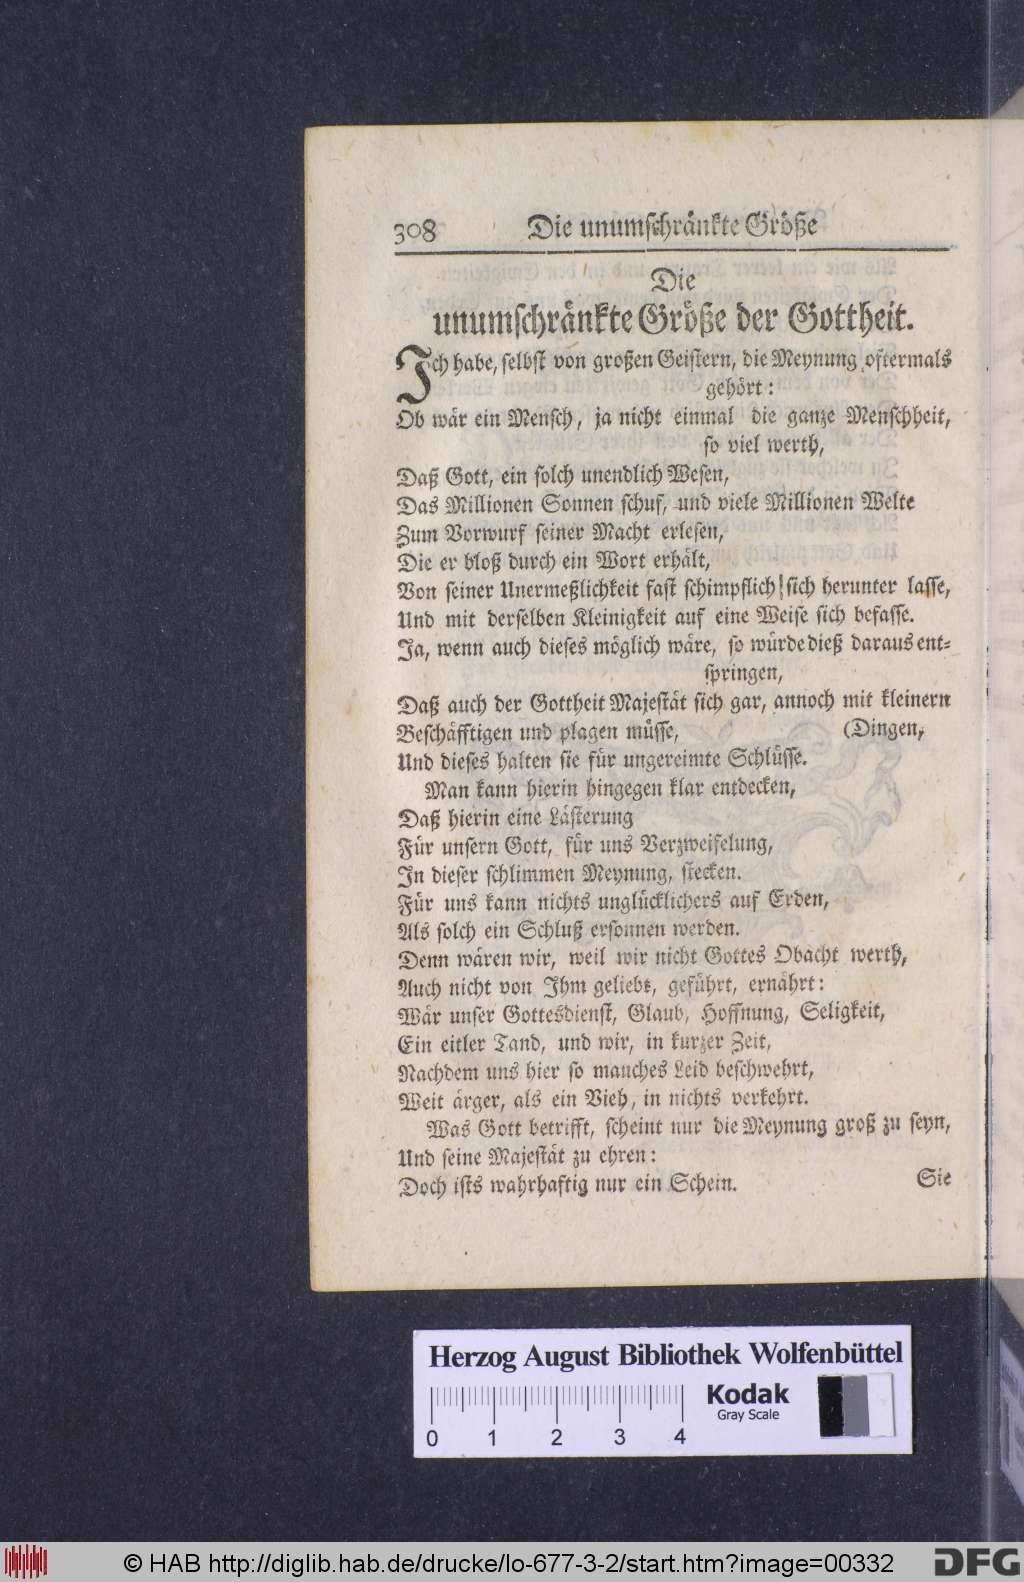 308 Die unumschränkte Größe
Die
unumschränkte Größe der Gottheit.
Ich habe, selbst von großen Geistern, die Meynung oftermals
gehört:
Ob wär ein Mensch, ja nicht einmal die ganze Menschheit,
so viel werth,
Daß Gott, ein solch unendlich Wesen,
Das Millionen Sonnen schuf, und viele Millionen Welte
Zum Vorwurf seiner Macht erlesen,
Die er bloß durch ein Wort erhält,
Von seiner Unermeßlichkeit fast schimpflich sich herunter lasse,
Und mit derselben Kleinigkeit auf eine Weise sich befasse.
Ja, wenn auch dieses möglich wäre, so würde dieß daraus ent-
springen,
Daß auch der Gottheit Majestät sich gar, annoch mit kleinern
Beschäfftigen und plagen müsse, (Dingen,
Und dieses halten sie für ungereimte Schlüsse.
Man kann hierin hingegen klar entdecken,
Daß hierin eine Lästerung
Für unsern Gott, für uns Verzweifelung,
In dieser schlimmen Meynung, stecken.
Für uns kann nichts unglücklichers auf Erden,
Als solch ein Schluß ersonnen werden.
Denn wären wir, weil wir nicht Gottes Obacht werth,
Auch nicht von Ihm geliebt, geführt, ernährt:
Wär unser Gottesdienst, Glaub, Hoffnung, Seligkeit,
Ein eitler Tand, und wir, in kurzer Zeit,
Nachdem uns hier so manches Leid beschwehrt,
Weit ärger, als ein Vieh, in nichts verkehrt.
Was Gott betrifft, scheint nur die Meynung groß zu seyn,
Und seine Majestät zu ehren:
Doch ists wahrhaftig nur ein Schein. Sie
Herzog August Bibliothek Wolfenbüttel
Kodak
Gray Scale
0 1 2 3 4
© HAB http://diglib.hab.de/drucke/lo-677-3-2/start.htm?image=00332 DFG